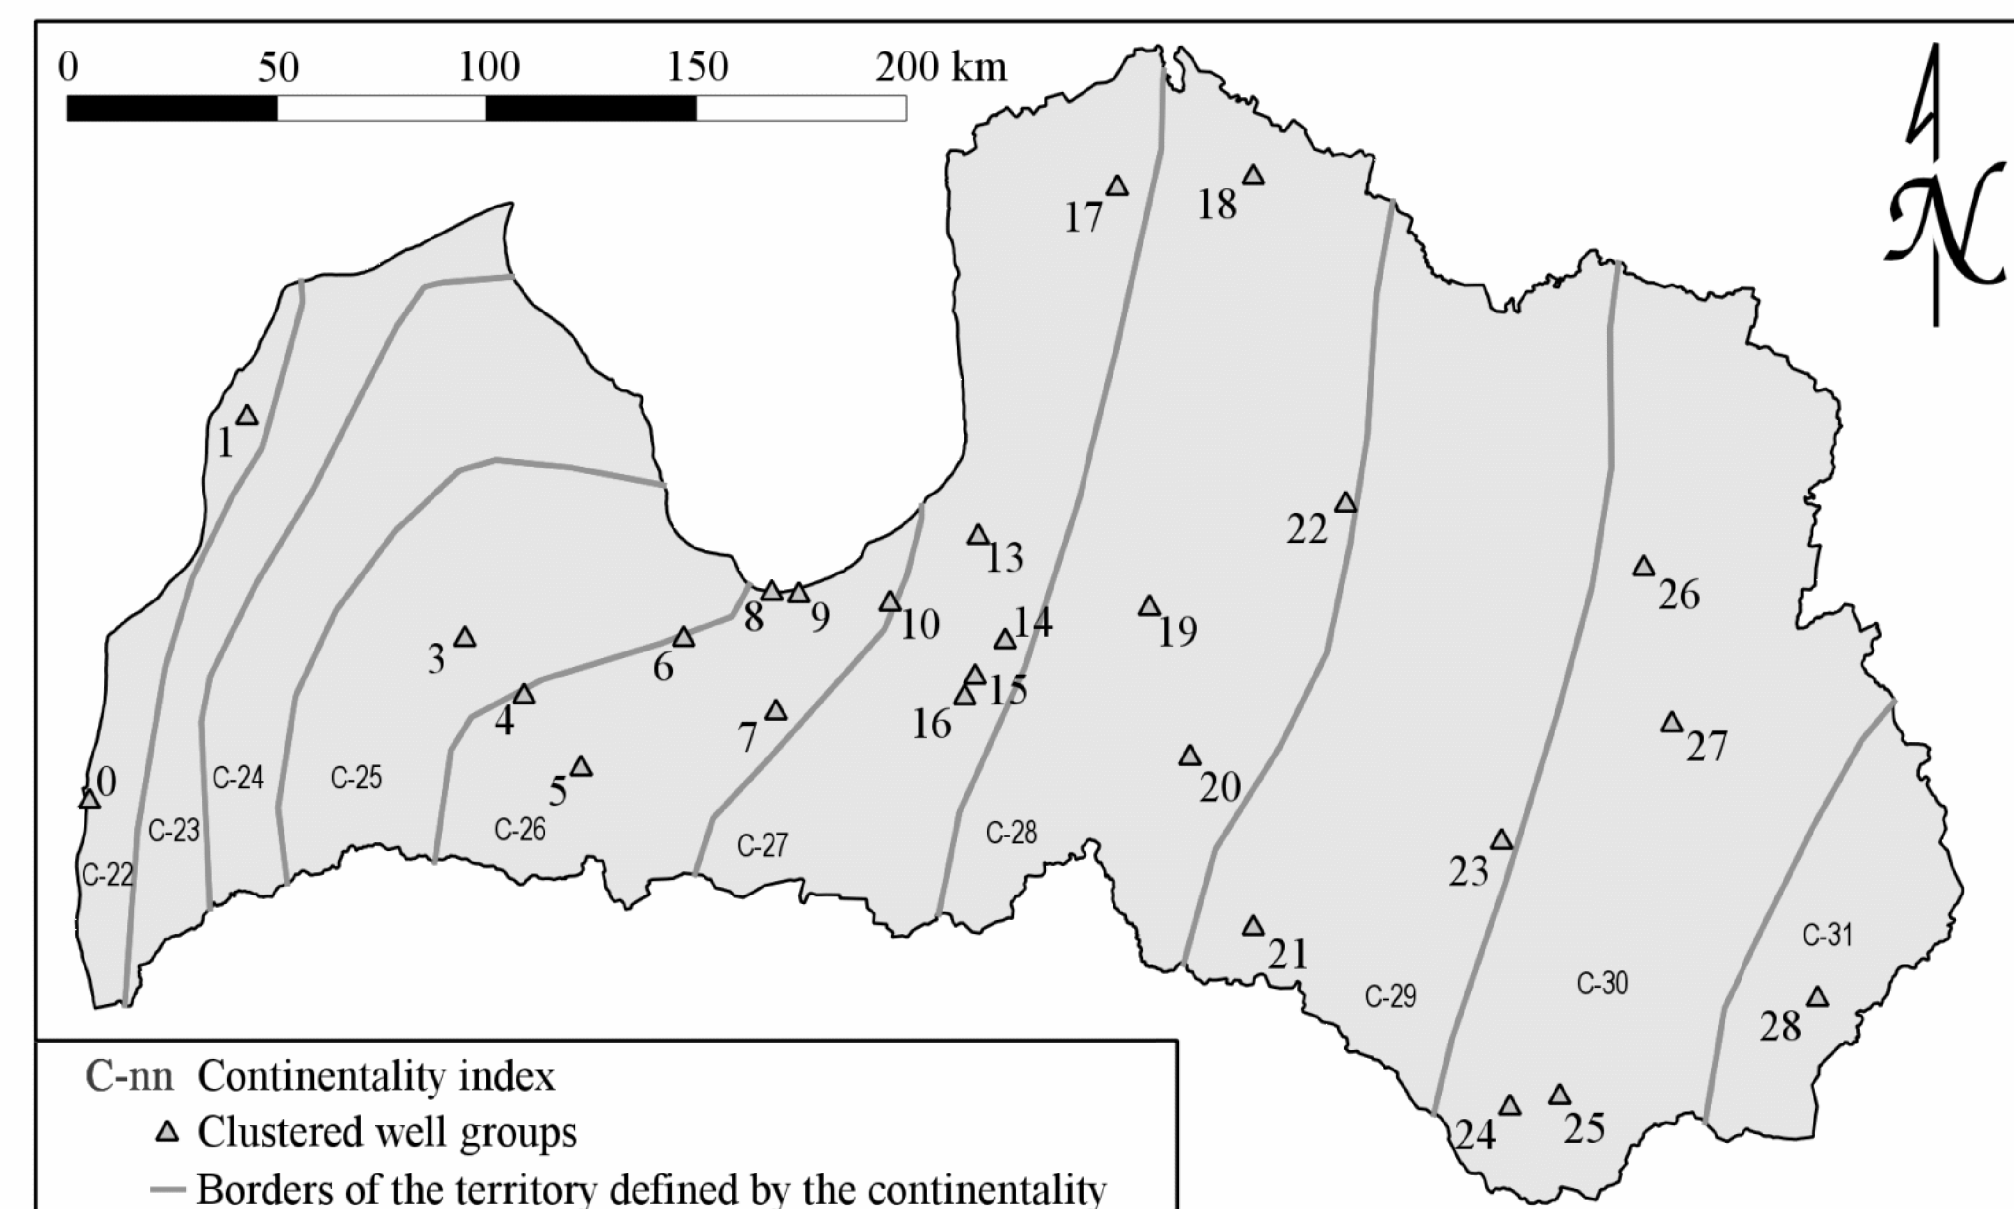 0 50 100 150 200 km
N
17
18
1
22
13
26
8 9 10 14 19
3 6
15
4 16
7 27
0 C-24 C-25 5 20
C-23 C-26 C-28
C-27
C-22 23
C-31
21
C-29 C-30
28
24 25
C-nn Continentality index
Clustered well groups
Borders of the territory defined by the continentality